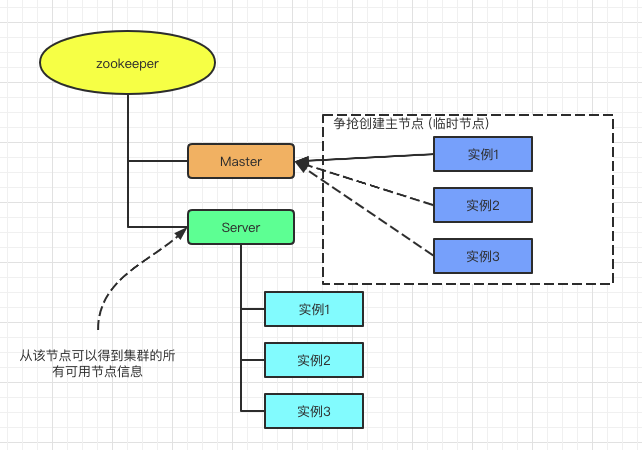 zookeeper
争抢创建主节点 (临时节点)
Master
实例1
实例2
实例3
Server
实例1
实例2
实例3
从该节点可以得到集群的所
有可用节点信息